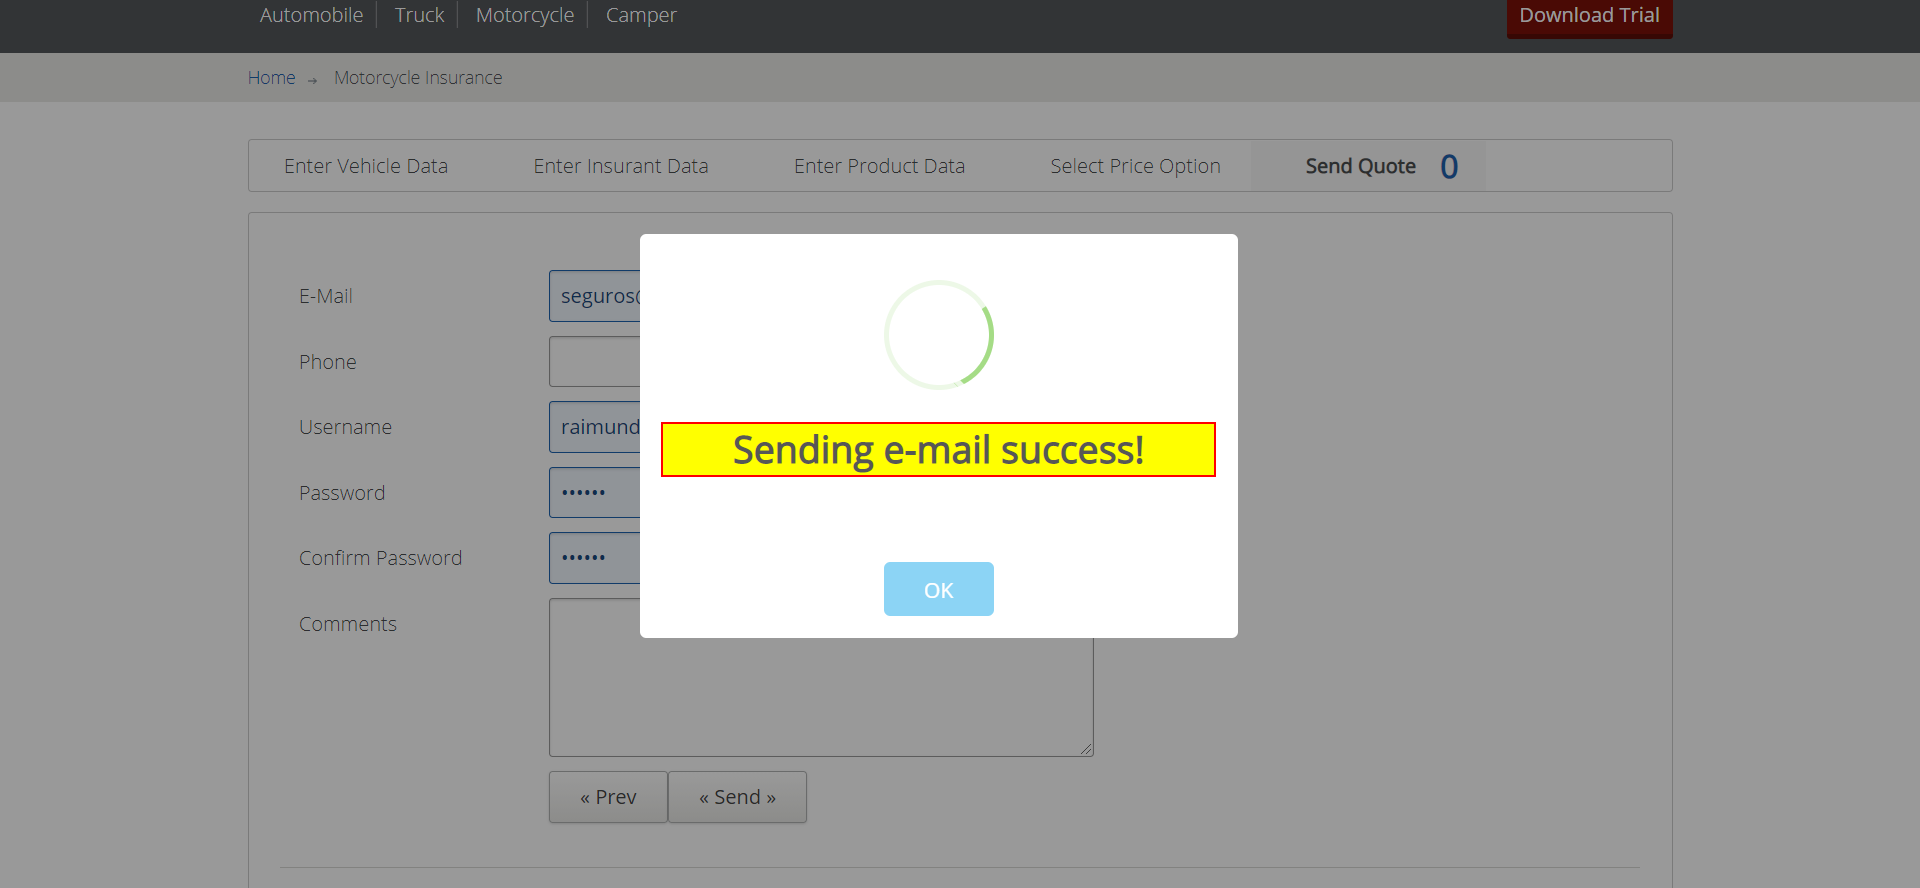 Automobile Truck Motorcycle Camper Download Trial
Home → Motorcycle Insurance
Enter Vehicle Data Enter Insurant Data Enter Product Data Select Price Option Send Quote 0
E-Mail seguros
Phone
Sending e-mail success!
Username raimund
Password ••••••
Confirm Password ••••••
OK
Comments
« Prev « Send »